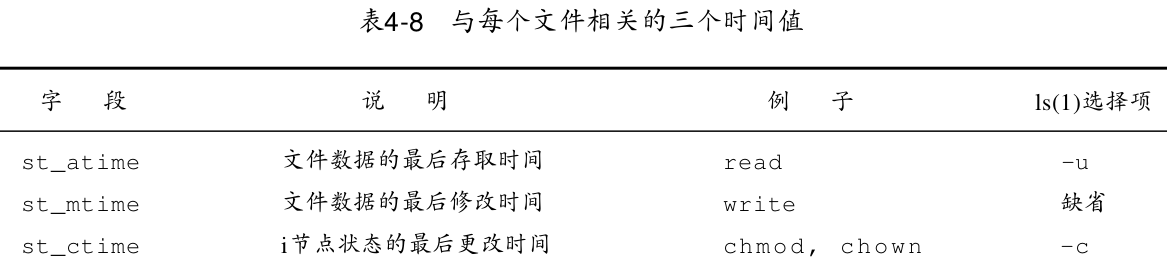 表4-8 与每个文件相关的三个时间值
字 段 说 明 例 子 ls(1)选择项
st_atime 文件数据的最后存取时间 read -u
st_mtime 文件数据的最后修改时间 write 缺省
st_ctime i节点状态的最后更改时间 chmod, chown -c